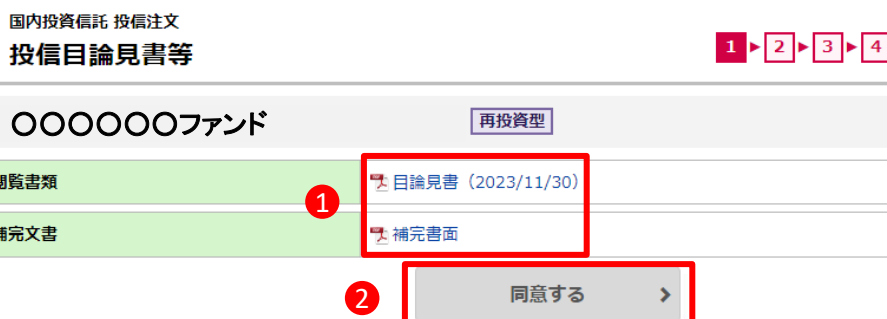 国内投資信託 投信注文
投信目論見書等
1 2 3 4
〇〇〇〇〇〇ファンド 再投資型
閲覧書類 目論見書（2023/11/30）
1
補完文書 補完書面
2 同意する